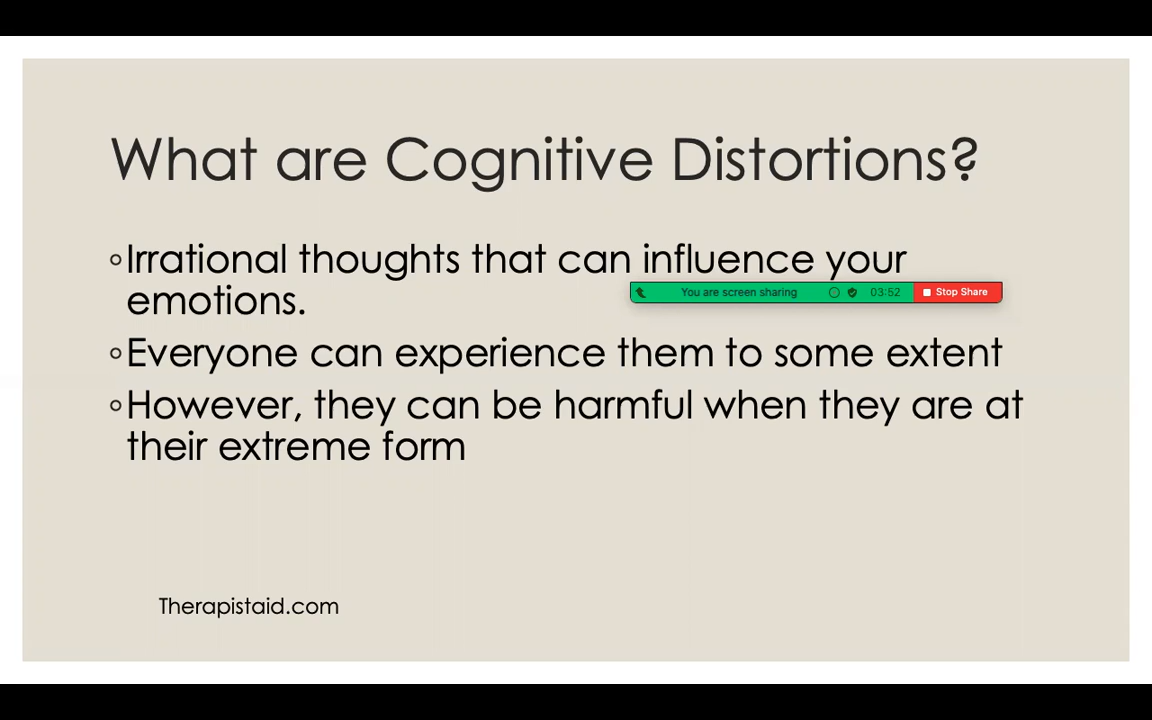 What are Cognitive Distortions?
◦Irrational thoughts that can influence your
emotions.
You are screen sharing 03:52 Stop Share
◦Everyone can experience them to some extent
◦However, they can be harmful when they are at
their extreme form
Therapistaid.com